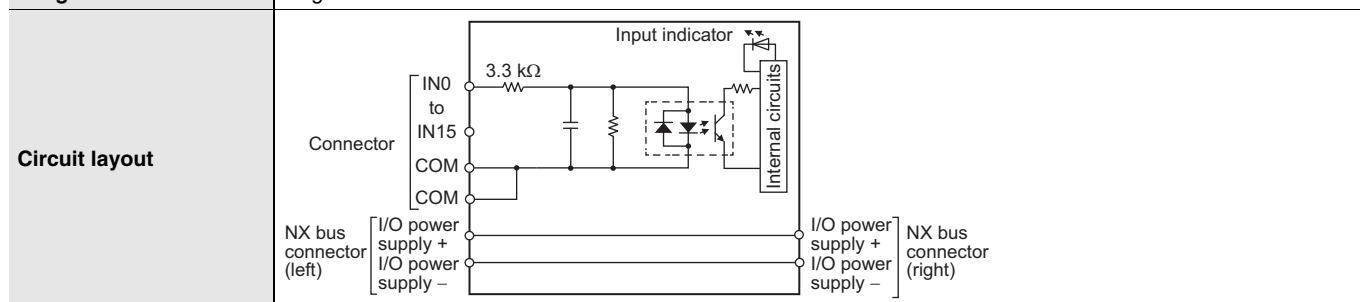 Circuit layout
Input indicator
3.3 kΩ
IN0
to
IN15
COM
COM
Connector
Internal circuits
NX bus
connector
(left)
I/O power
supply +
I/O power
supply −
I/O power
supply +
I/O power
supply −
NX bus
connector
(right)